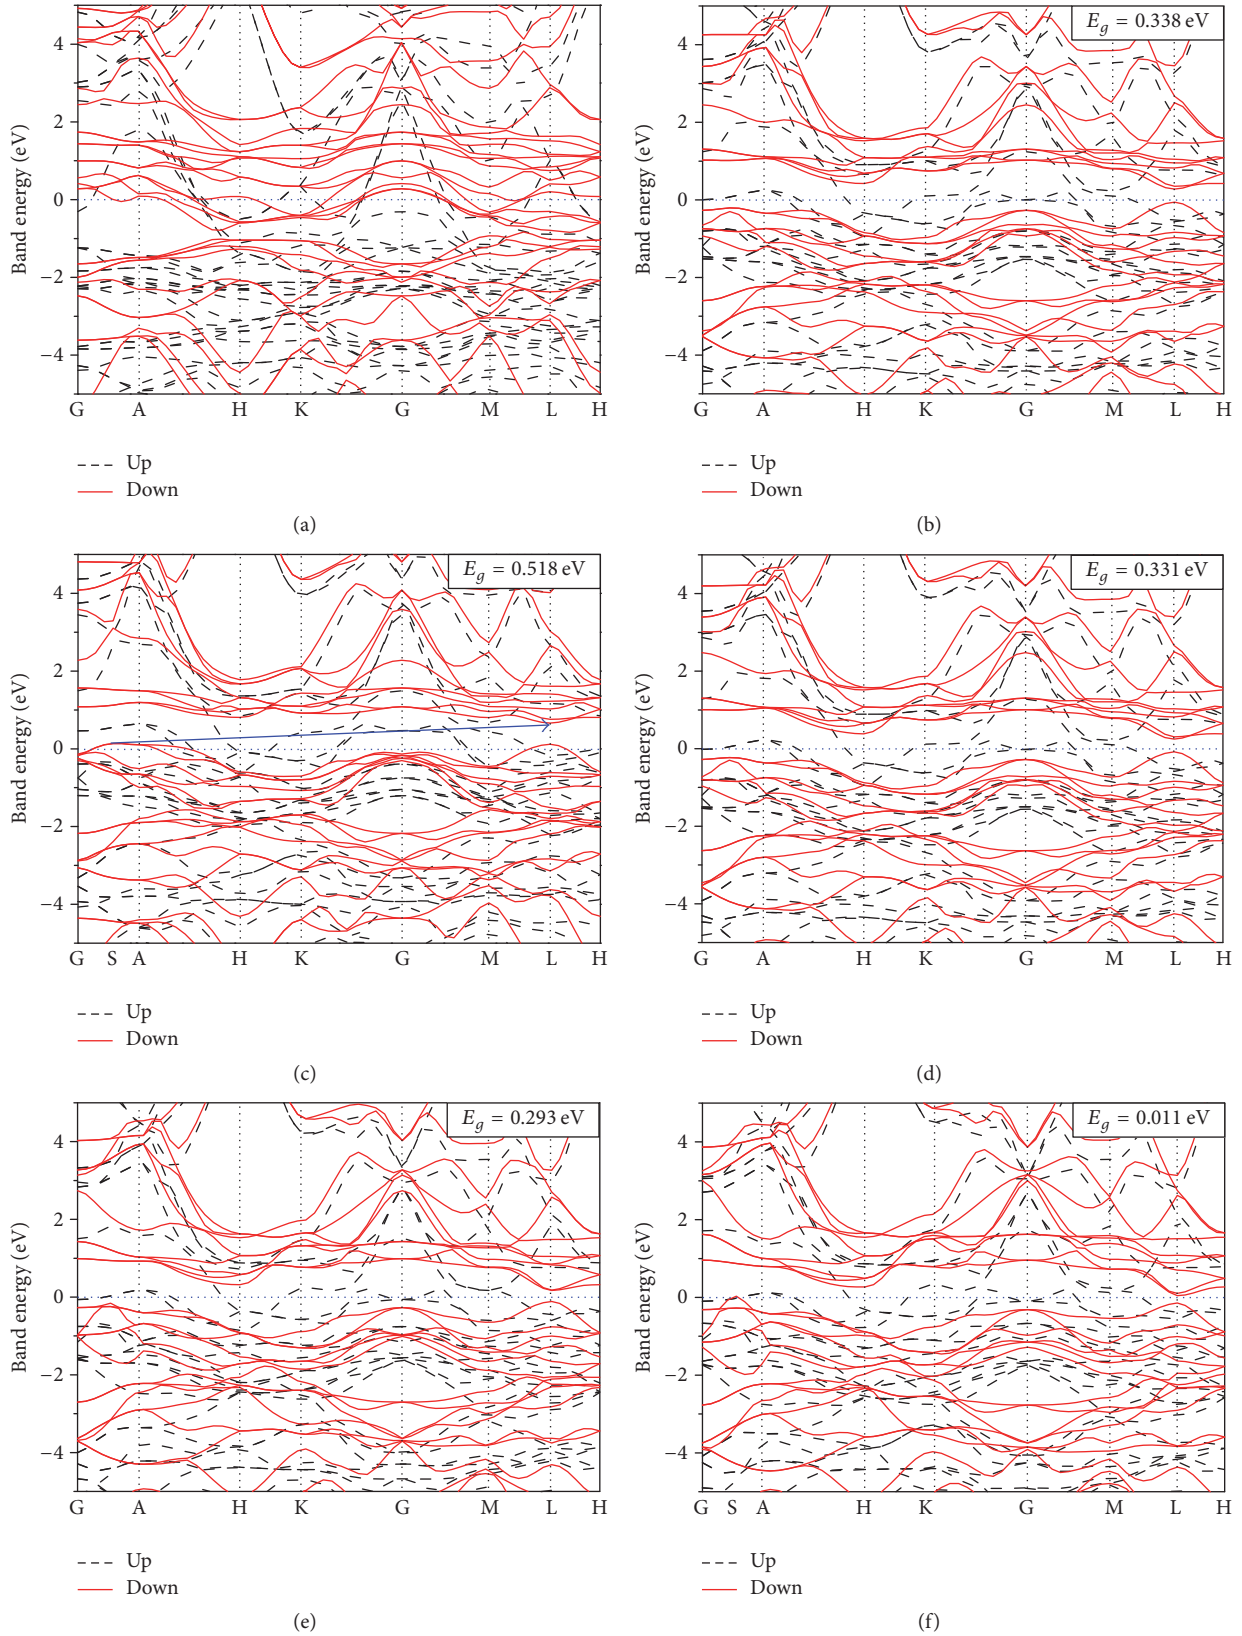 Band energy (eV)
4
2
0
−2
−4
G A H K G M L H
Up
Down
(a)
E_g = 0.338 eV
Band energy (eV)
4
2
0
−2
−4
G A H K G M L H
Up
Down
(b)
E_g = 0.518 eV
Band energy (eV)
4
2
0
−2
−4
G S A H K G M L H
Up
Down
(c)
E_g = 0.331 eV
Band energy (eV)
4
2
0
−2
−4
G A H K G M L H
Up
Down
(d)
E_g = 0.293 eV
Band energy (eV)
4
2
0
−2
−4
G A H K G M L H
Up
Down
(e)
E_g = 0.011 eV
Band energy (eV)
4
2
0
−2
−4
G S A H K G M L H
Up
Down
(f)